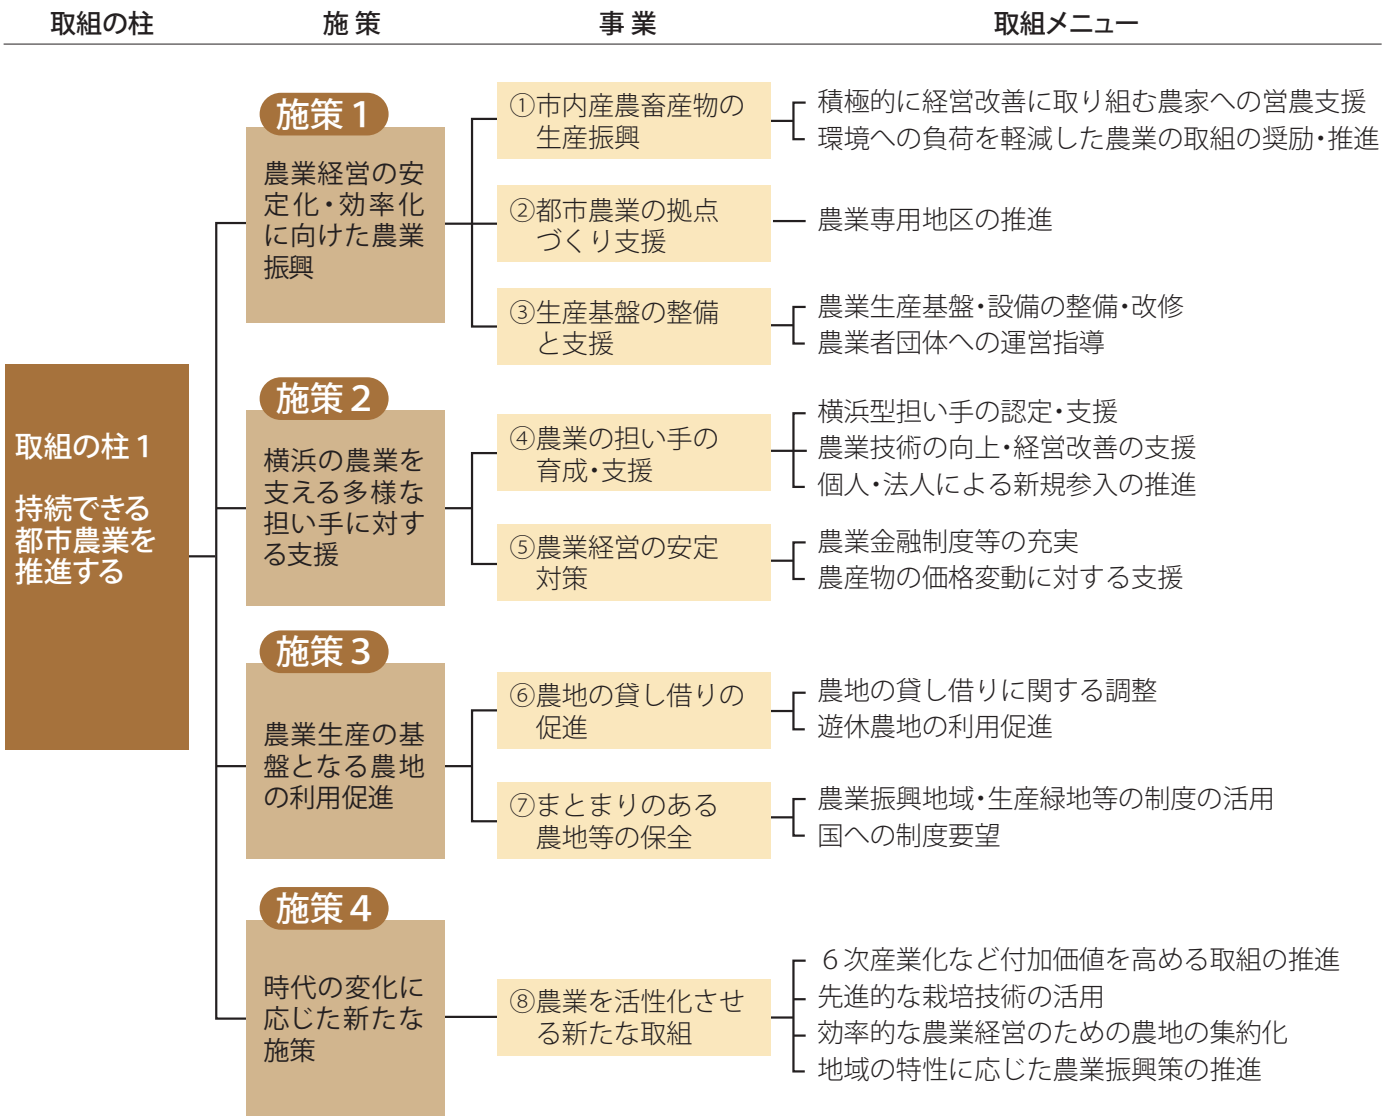 取組の柱
施 策
事 業
取組メニュー
取組の柱１
持続できる
都市農業を
推進する
施策１
農業経営の安
定化・効率化
に向けた農業
振興
①市内産農畜産物の
生産振興
積極的に経営改善に取り組む農家への営農支援
環境への負荷を軽減した農業の取組の奨励・推進
②都市農業の拠点
づくり支援
農業専用地区の推進
③生産基盤の整備
と支援
農業生産基盤・設備の整備・改修
農業者団体への運営指導
施策２
横浜の農業を
支える多様な
担い手に対す
る支援
④農業の担い手の
育成・支援
横浜型担い手の認定・支援
農業技術の向上・経営改善の支援
個人・法人による新規参入の推進
⑤農業経営の安定
対策
農業金融制度等の充実
農産物の価格変動に対する支援
施策３
農業生産の基
盤となる農地
の利用促進
⑥農地の貸し借りの
促進
農地の貸し借りに関する調整
遊休農地の利用促進
⑦まとまりのある
農地等の保全
農業振興地域・生産緑地等の制度の活用
国への制度要望
施策４
時代の変化に
応じた新たな
施策
⑧農業を活性化させ
る新たな取組
６次産業化など付加価値を高める取組の推進
先進的な栽培技術の活用
効率的な農業経営のための農地の集約化
地域の特性に応じた農業振興策の推進